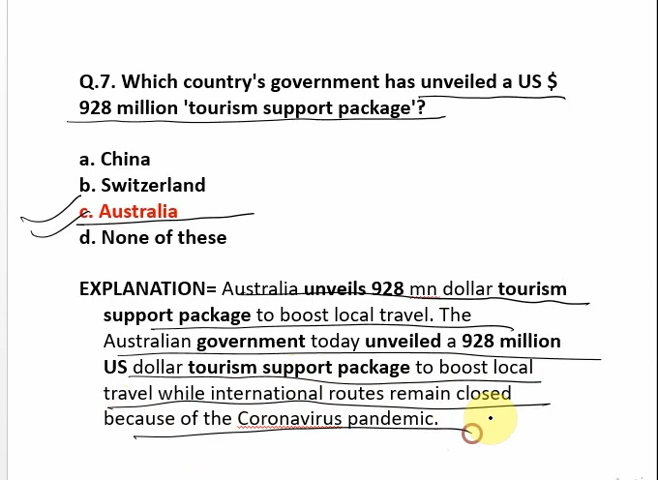 Q.7. Which country's government has unveiled a US $
928 million 'tourism support package'?
a. China
b. Switzerland
c. Australia
d. None of these
EXPLANATION= Australia unveils 928 mn dollar tourism
support package to boost local travel. The
Australian government today unveiled a 928 million
US dollar tourism support package to boost local
travel while international routes remain closed
because of the Coronavirus pandemic.